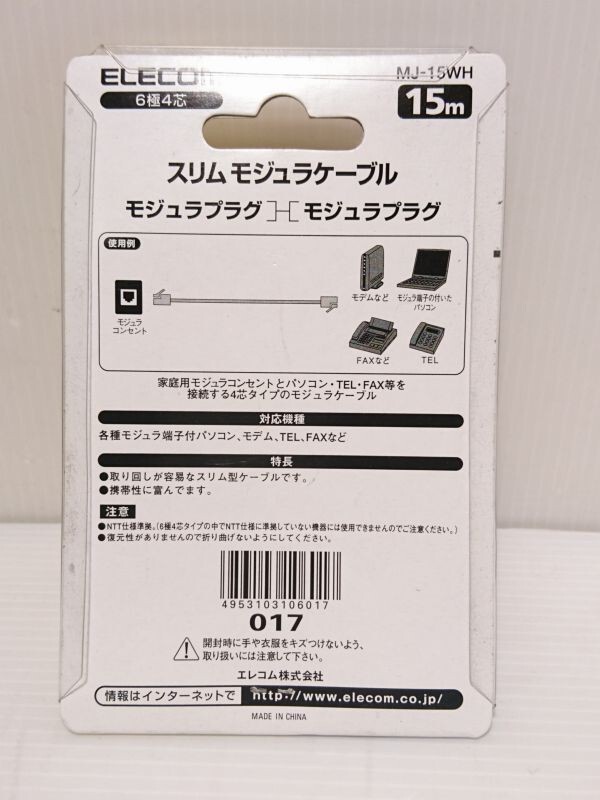 ELECOM
MJ-15WH
6極4芯
15m
スリムモジュラケーブル
モジュラプラグ モジュラプラグ
使用例
モジュラ
コンセント
モデムなど
モジュラ端子の付いた
パソコン
FAXなど
TEL
家庭用モジュラコンセントとパソコン・TEL・FAX等を
接続する4芯タイプのモジュラケーブル
対応機種
各種モジュラ端子付パソコン、モデム、TEL、FAXなど
特長
●取り回しが容易なスリム型ケーブルです。
●携帯性に富んでます。
注意
●NTT仕様準拠。(6極4芯タイプの中でNTT仕様に準拠していない機器には使用できませんのでご注意ください。)
●復元性がありませんので折り曲げないようにしてください。
4953103106017
017
開封時に手や衣服をキズつけないよう、
取り扱いには注意して下さい。
エレコム株式会社
情報はインターネットで http://www.elecom.co.jp/
MADE IN CHINA